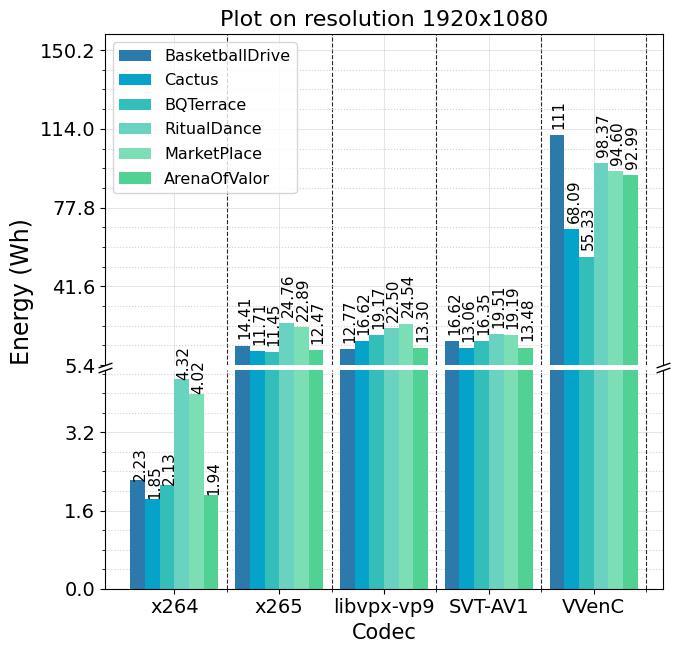 Plot on resolution 1920x1080
BasketballDrive
Cactus
BQTerrace
RitualDance
MarketPlace
ArenaOfValor
Energy (Wh)
150.2
114.0
77.8
41.6
5.4
3.2
1.6
0.0
2.23 1.85 2.13 4.32 4.02 1.94
14.41 11.71 11.45 24.76 22.89 12.47
12.77 16.62 19.17 22.50 24.54 13.30
16.62 13.06 16.35 19.51 19.19 13.48
111 68.09 55.33 98.37 94.60 92.99
x264 x265 libvpx-vp9 SVT-AV1 VVenC
Codec